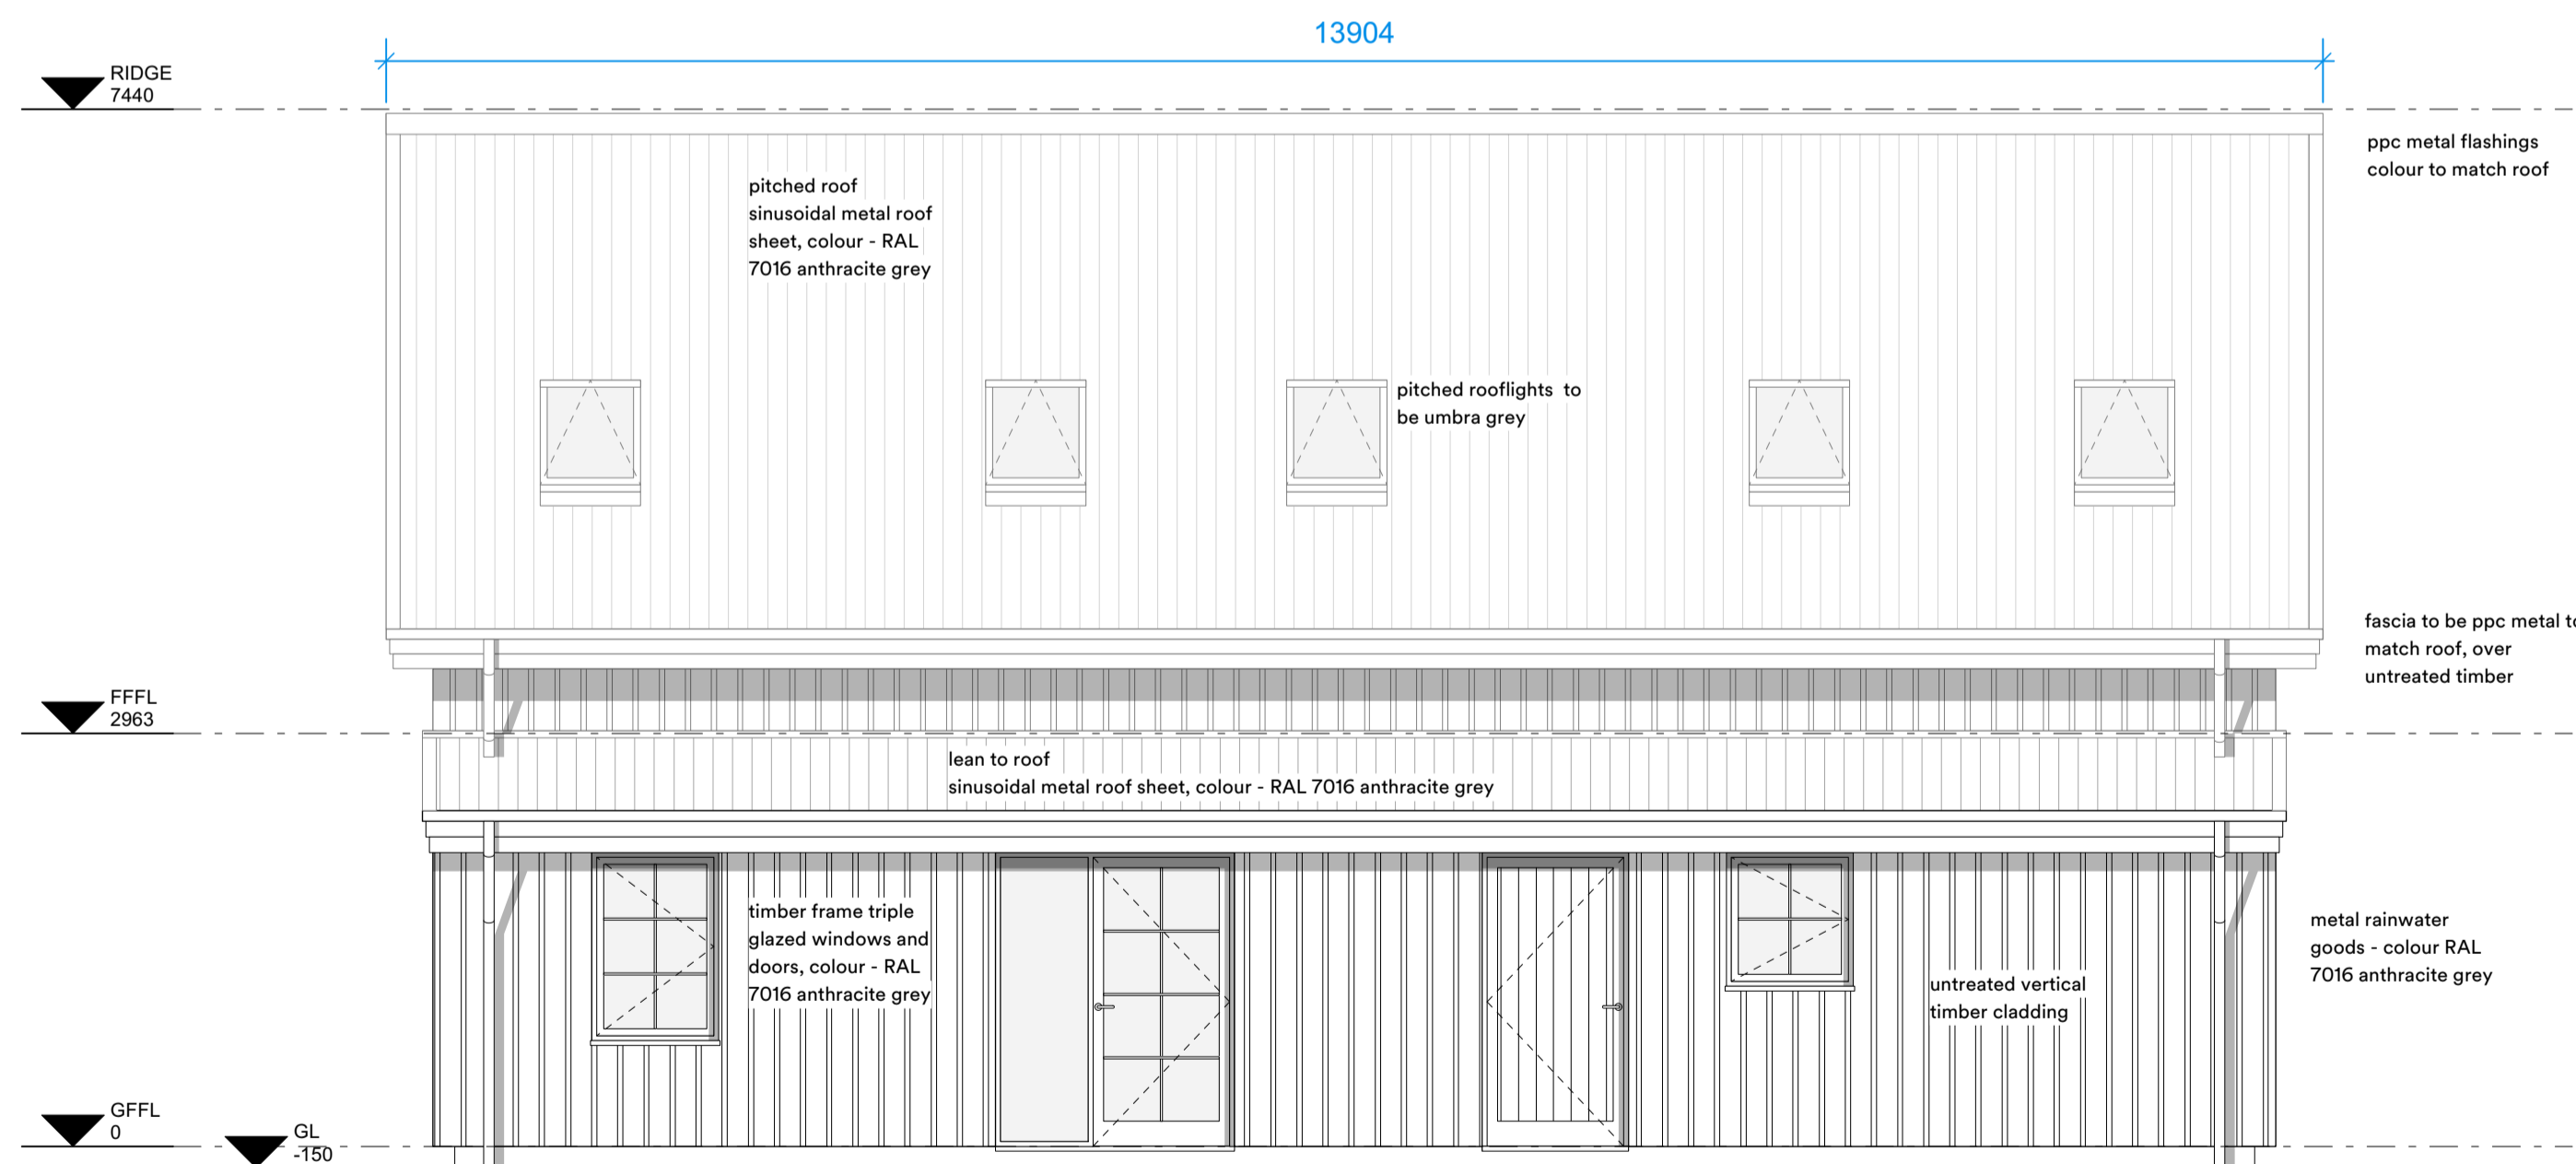 13904
RIDGE
7440
ppc metal flashings
colour to match roof
pitched roof
sinusoidal metal roof
sheet, colour - RAL
7016 anthracite grey
pitched rooflights to
be umbra grey
fascia to be ppc metal to
match roof, over
untreated timber
FFFL
2963
lean to roof
sinusoidal metal roof sheet, colour - RAL 7016 anthracite grey
timber frame triple
glazed windows and
doors, colour - RAL
7016 anthracite grey
untreated vertical
timber cladding
metal rainwater
goods - colour RAL
7016 anthracite grey
GFFL
0
GL
-150